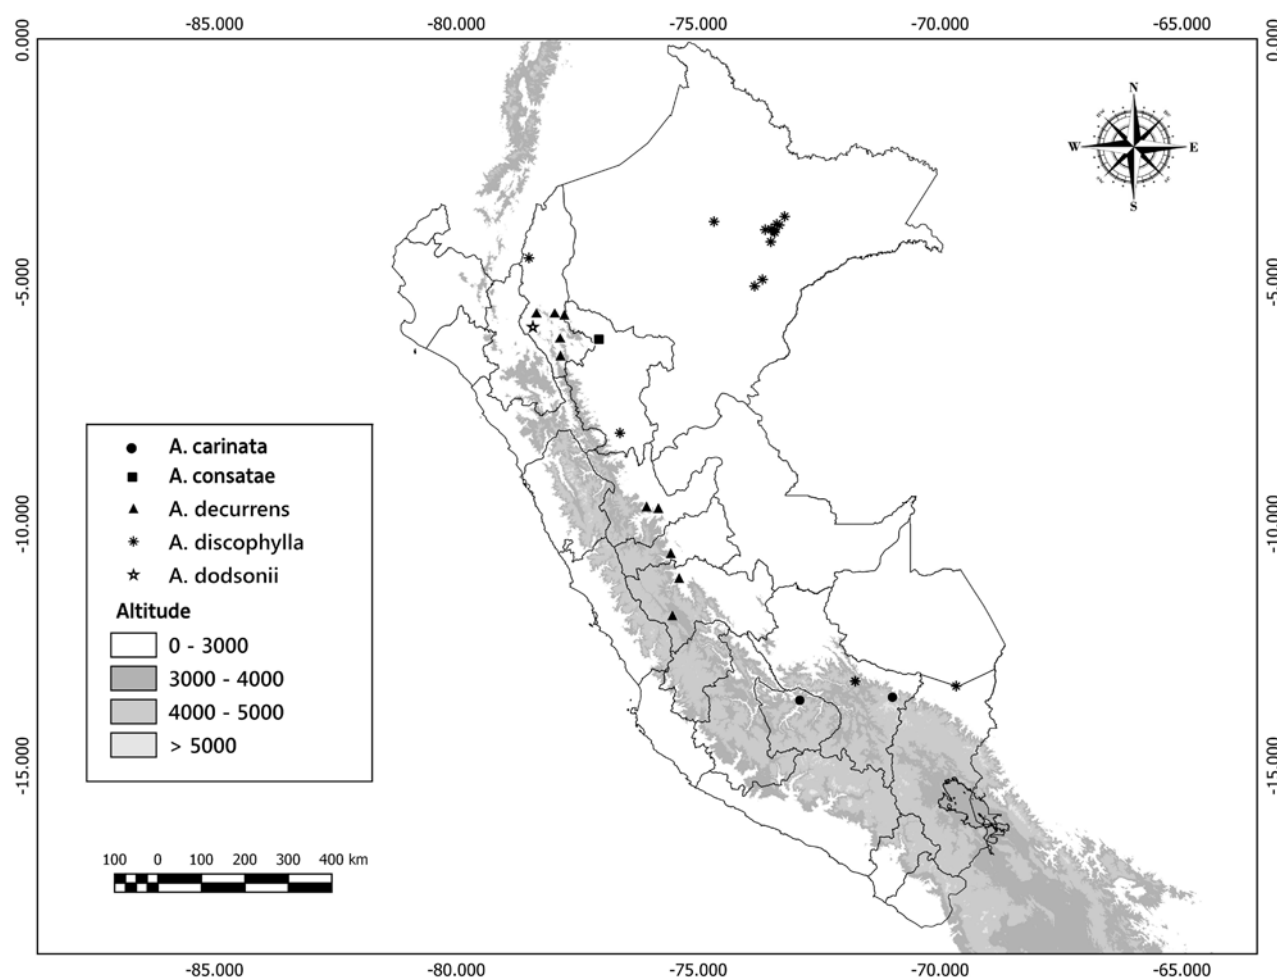 -85.000 -80.000 -75.000 -70.000 -65.000
0.000 0.000
N
W E
S
-5.000 -5.000
A. carinata
A. consatae
A. decurrens
A. discophylla
A. dodsonii
Altitude
0 - 3000
3000 - 4000
4000 - 5000
> 5000
-10.000 -10.000
-15.000 -15.000
100 0 100 200 300 400 km
-85.000 -80.000 -75.000 -70.000 -65.000